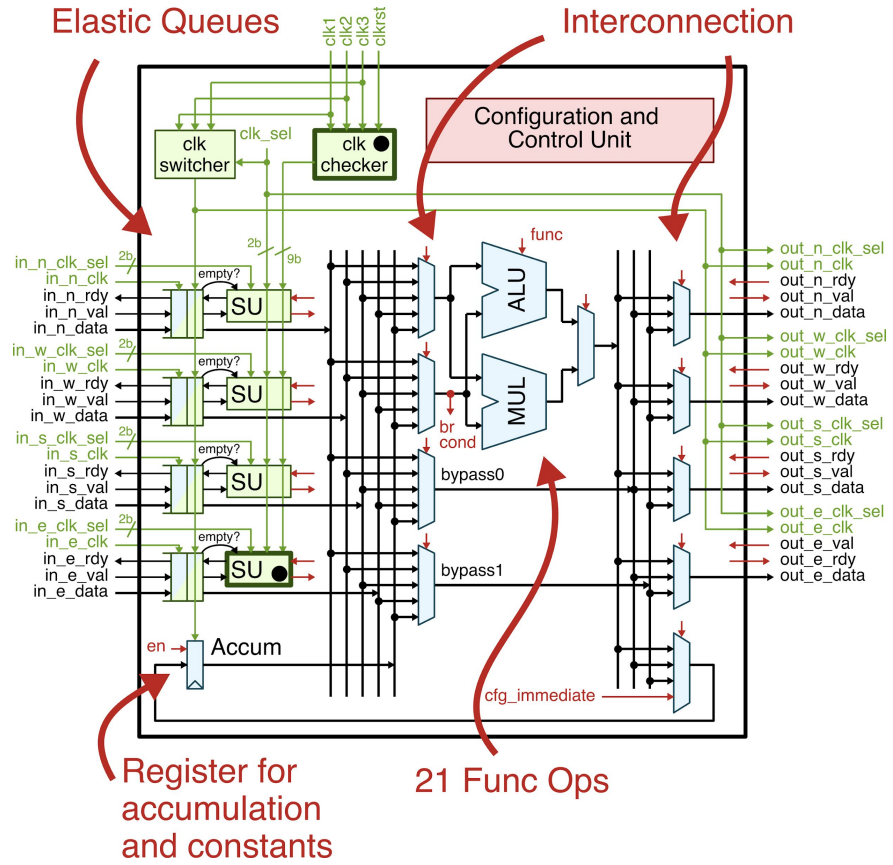 Elastic Queues
Interconnection
clk1
clk2
clk3
clkrst
clk_sel
clk
switcher
clk
checker
Configuration and
Control Unit
2b
9b
func
ALU
MUL
br
cond
bypass0
bypass1
in_n_clk_sel
2b
in_n_clk
in_n_rdy
in_n_val
in_n_data
empty?
SU
in_w_clk_sel
2b
in_w_clk
in_w_rdy
in_w_val
in_w_data
empty?
SU
in_s_clk_sel
2b
in_s_clk
in_s_rdy
in_s_val
in_s_data
empty?
SU
in_e_clk_sel
2b
in_e_clk
in_e_rdy
in_e_val
in_e_data
empty?
SU
out_n_clk_sel
out_n_clk
out_n_rdy
out_n_val
out_n_data
out_w_clk_sel
out_w_clk
out_w_rdy
out_w_val
out_w_data
out_s_clk_sel
out_s_clk
out_s_rdy
out_s_val
out_s_data
out_e_clk_sel
out_e_clk
out_e_val
out_e_rdy
out_e_data
en
Accum
cfg_immediate
Register for
accumulation
and constants
21 Func Ops